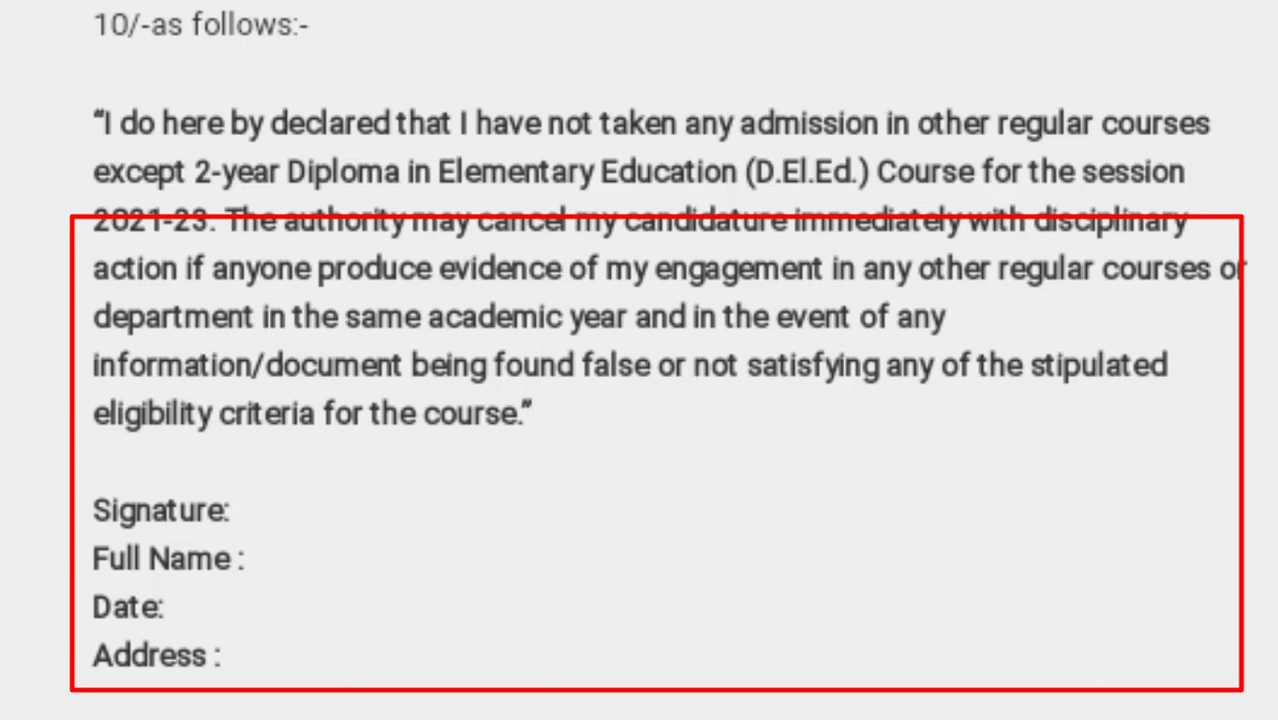 10/-as follows:-
“I do here by declared that I have not taken any admission in other regular courses
except 2-year Diploma in Elementary Education (D.El.Ed.) Course for the session
2021-23. The authority may cancel my candidature immediately with disciplinary
action if anyone produce evidence of my engagement in any other regular courses or
department in the same academic year and in the event of any
information/document being found false or not satisfying any of the stipulated
eligibility criteria for the course.”
Signature:
Full Name :
Date:
Address :